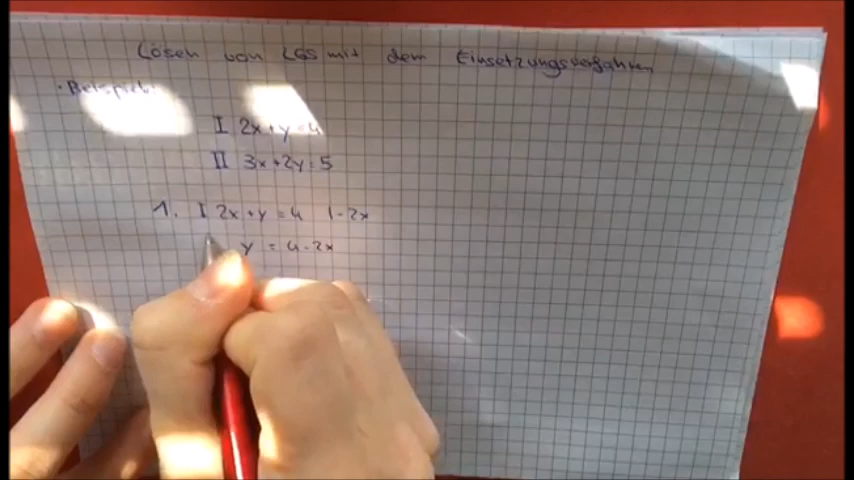 Lösen von LGS mit dem Einsetzungsverfahren
· Beispiel:
I 2x+y=4
II 3x+2y=5
1. I 2x+y=4 |-2x
y = 4-2x